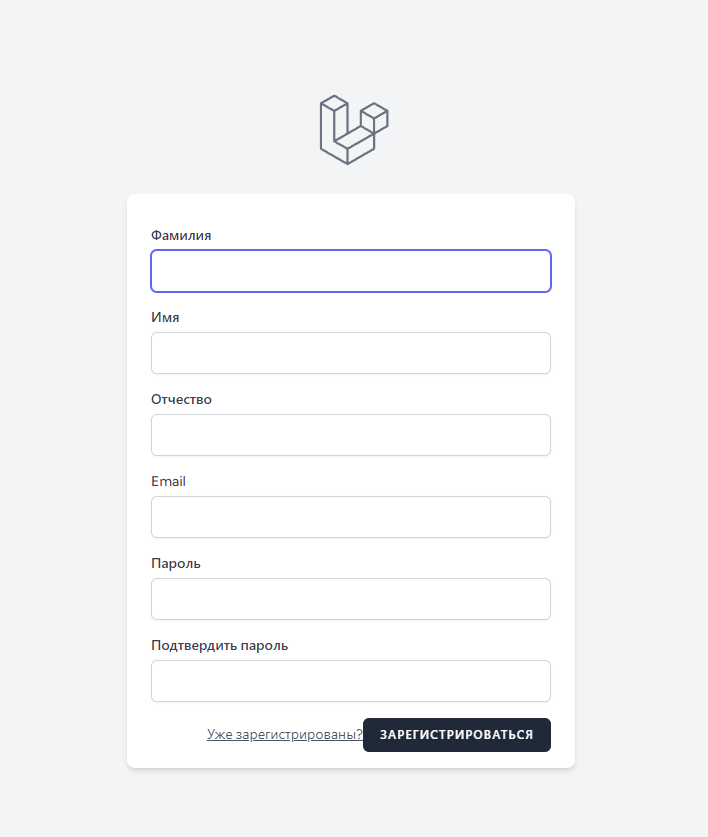 Фамилия
Имя
Отчество
Email
Пароль
Подтвердить пароль
Уже зарегистрированы? ЗАРЕГИСТРИРОВАТЬСЯ